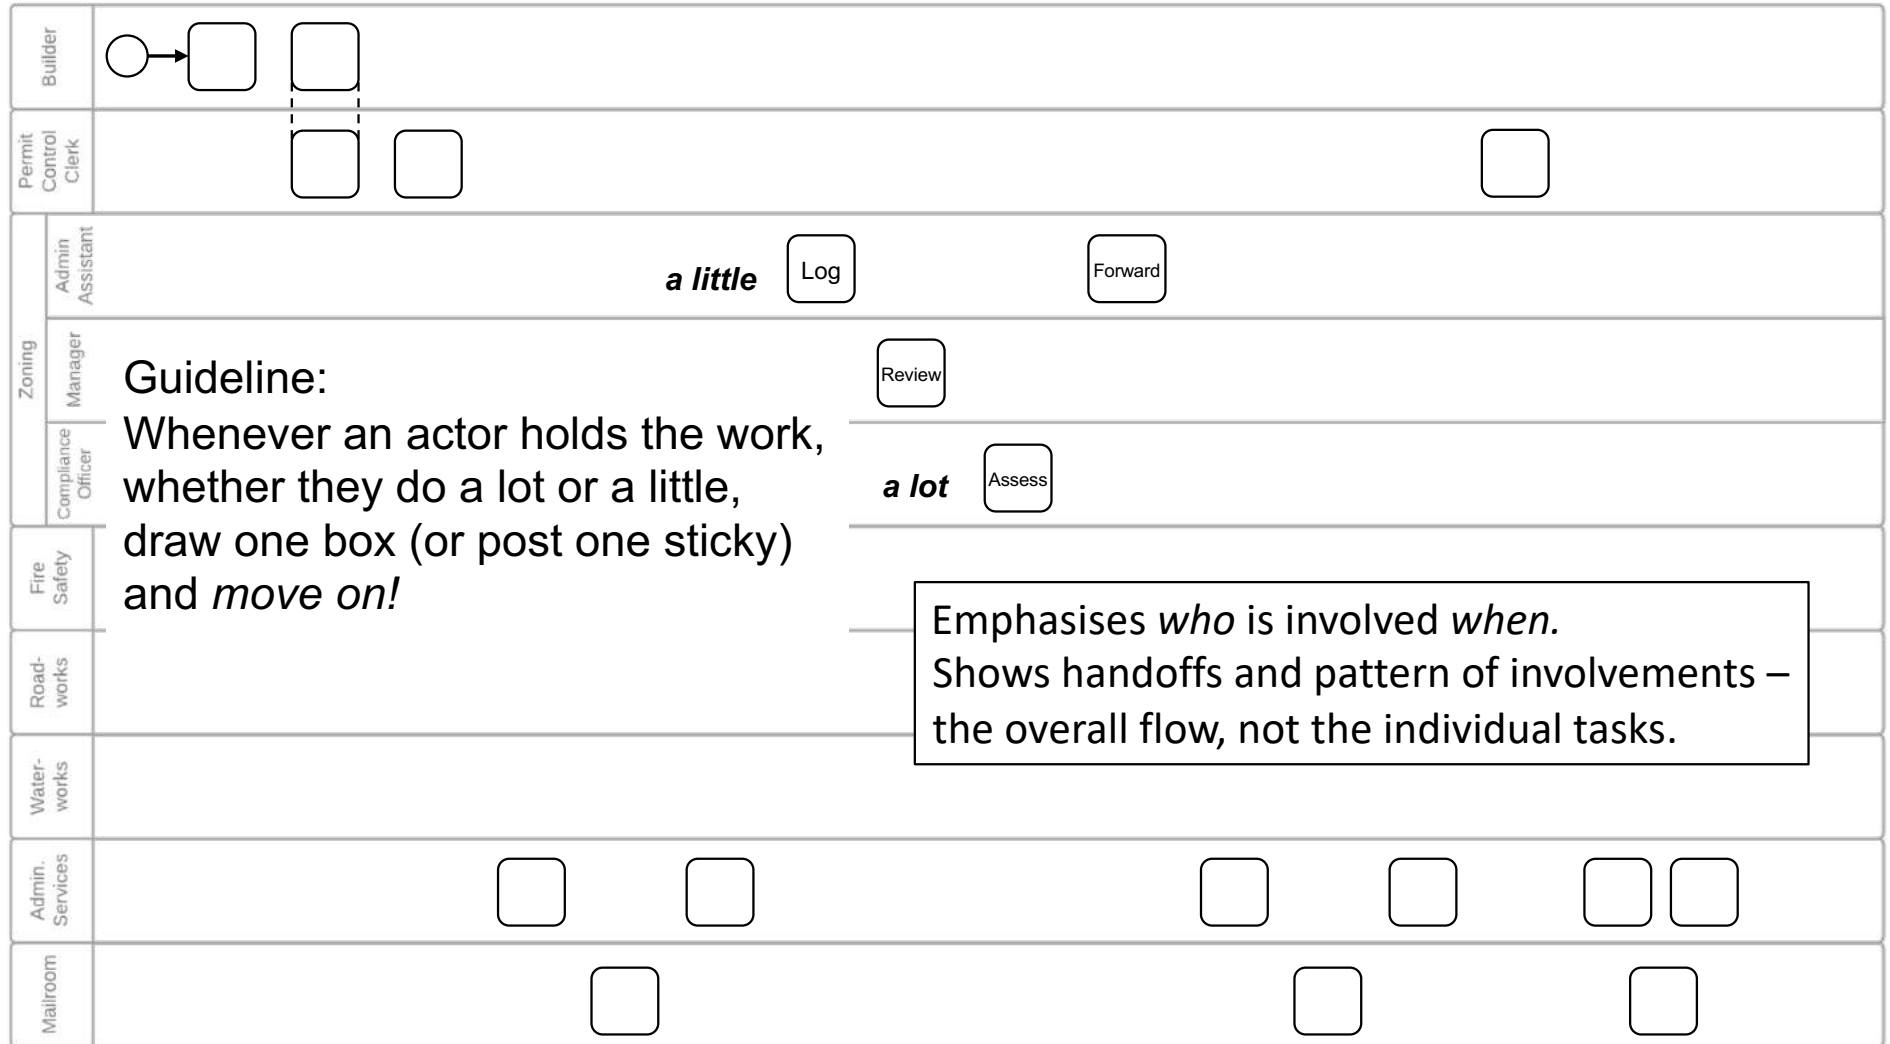 Builder
Permit
Control
Clerk
Zoning
Admin
Assistant
a little
Log
Forward
Manager
Review
Compliance
Officer
a lot
Assess
Guideline:
Whenever an actor holds the work,
whether they do a lot or a little,
draw one box (or post one sticky)
and move on!
Fire
Safety
Emphasises who is involved when.
Shows handoffs and pattern of involvements –
the overall flow, not the individual tasks.
Road-
works
Water-
works
Admin.
Services
Mailroom